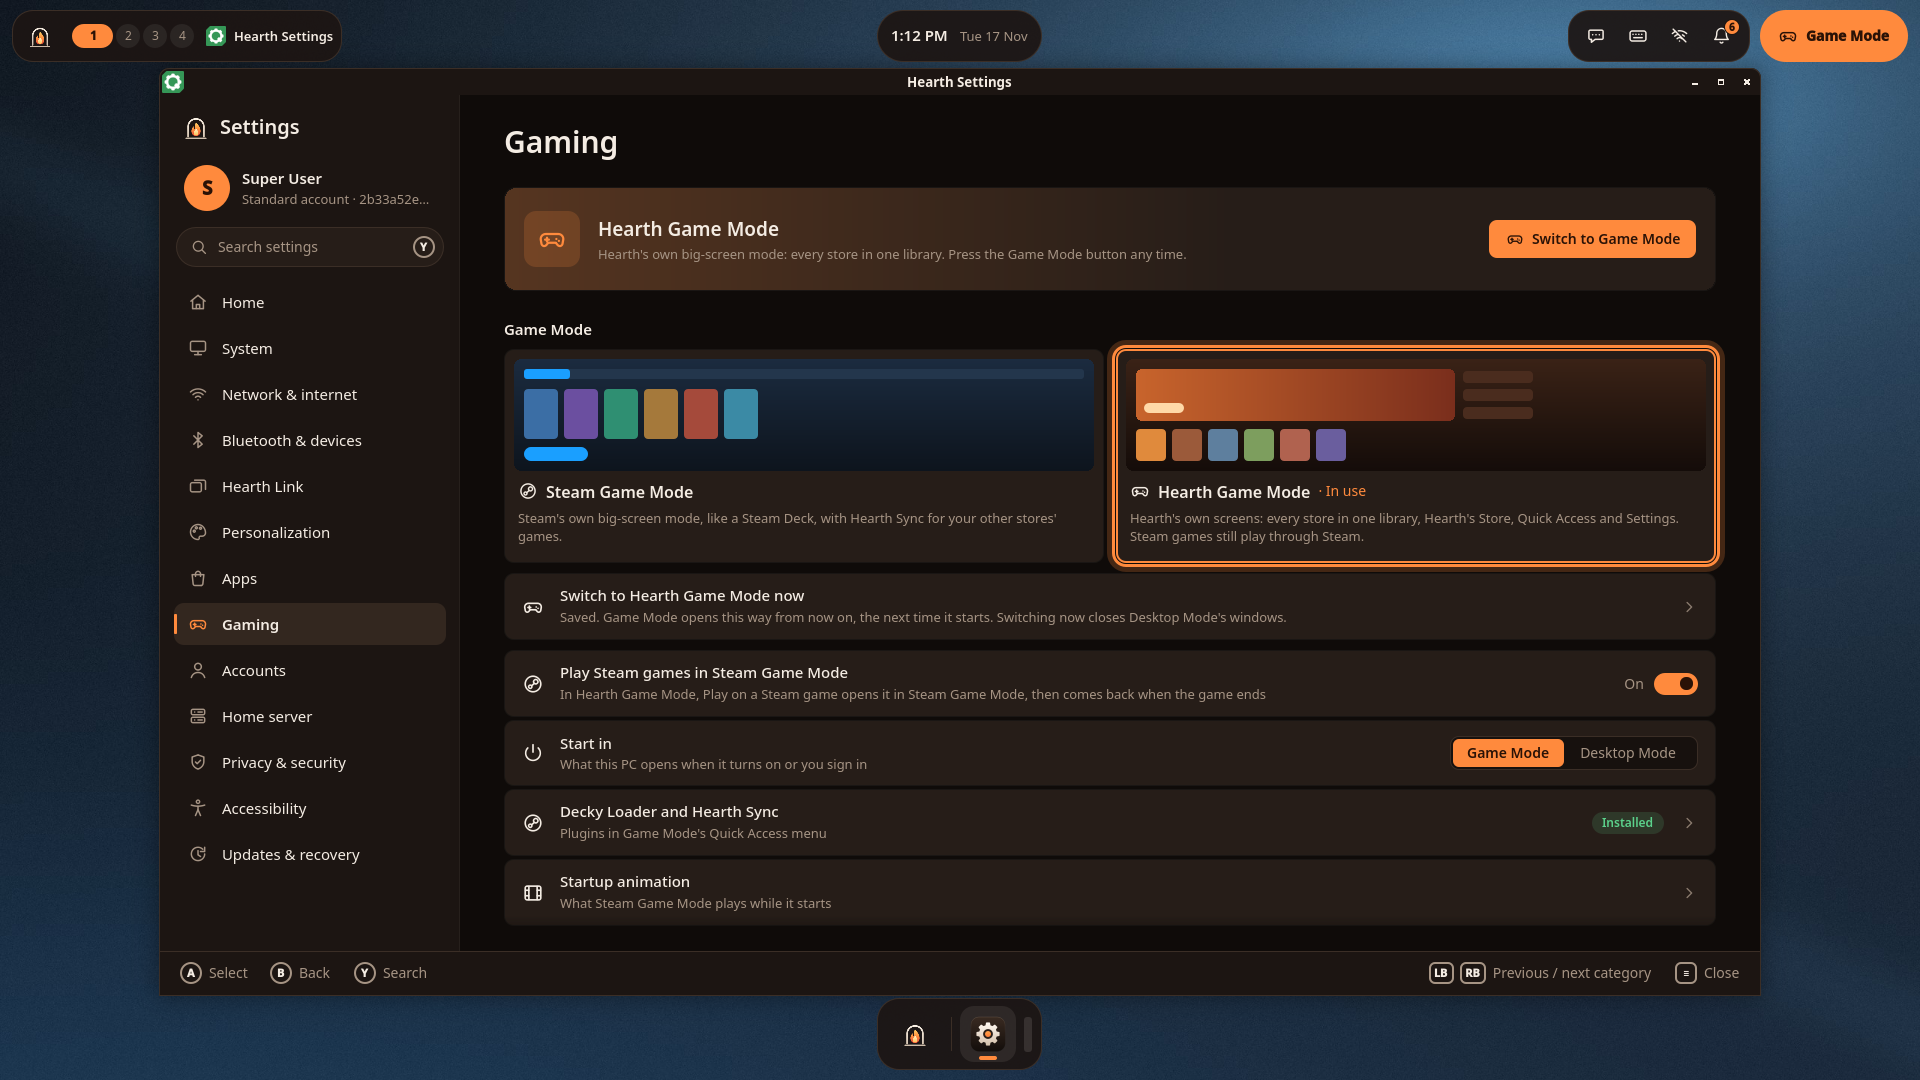 1 2 3 4 Hearth Settings
1:12 PM Tue 17 Nov
6
Game Mode
Hearth Settings
Settings
S
Super User
Standard account · 2b33a52e...
Search settings Y
Home
System
Network & internet
Bluetooth & devices
Hearth Link
Personalization
Apps
Gaming
Accounts
Home server
Privacy & security
Accessibility
Updates & recovery
Gaming
Hearth Game Mode
Hearth's own big-screen mode: every store in one library. Press the Game Mode button any time.
Switch to Game Mode
Game Mode
Steam Game Mode
Steam's own big-screen mode, like a Steam Deck, with Hearth Sync for your other stores'
games.
Hearth Game Mode · In use
Hearth's own screens: every store in one library, Hearth's Store, Quick Access and Settings.
Steam games still play through Steam.
Switch to Hearth Game Mode now
Saved. Game Mode opens this way from now on, the next time it starts. Switching now closes Desktop Mode's windows.
Play Steam games in Steam Game Mode
In Hearth Game Mode, Play on a Steam game opens it in Steam Game Mode, then comes back when the game ends
On
Start in
What this PC opens when it turns on or you sign in
Game Mode Desktop Mode
Decky Loader and Hearth Sync
Plugins in Game Mode's Quick Access menu
Installed
Startup animation
What Steam Game Mode plays while it starts
A Select B Back Y Search
LB RB Previous / next category ≡ Close